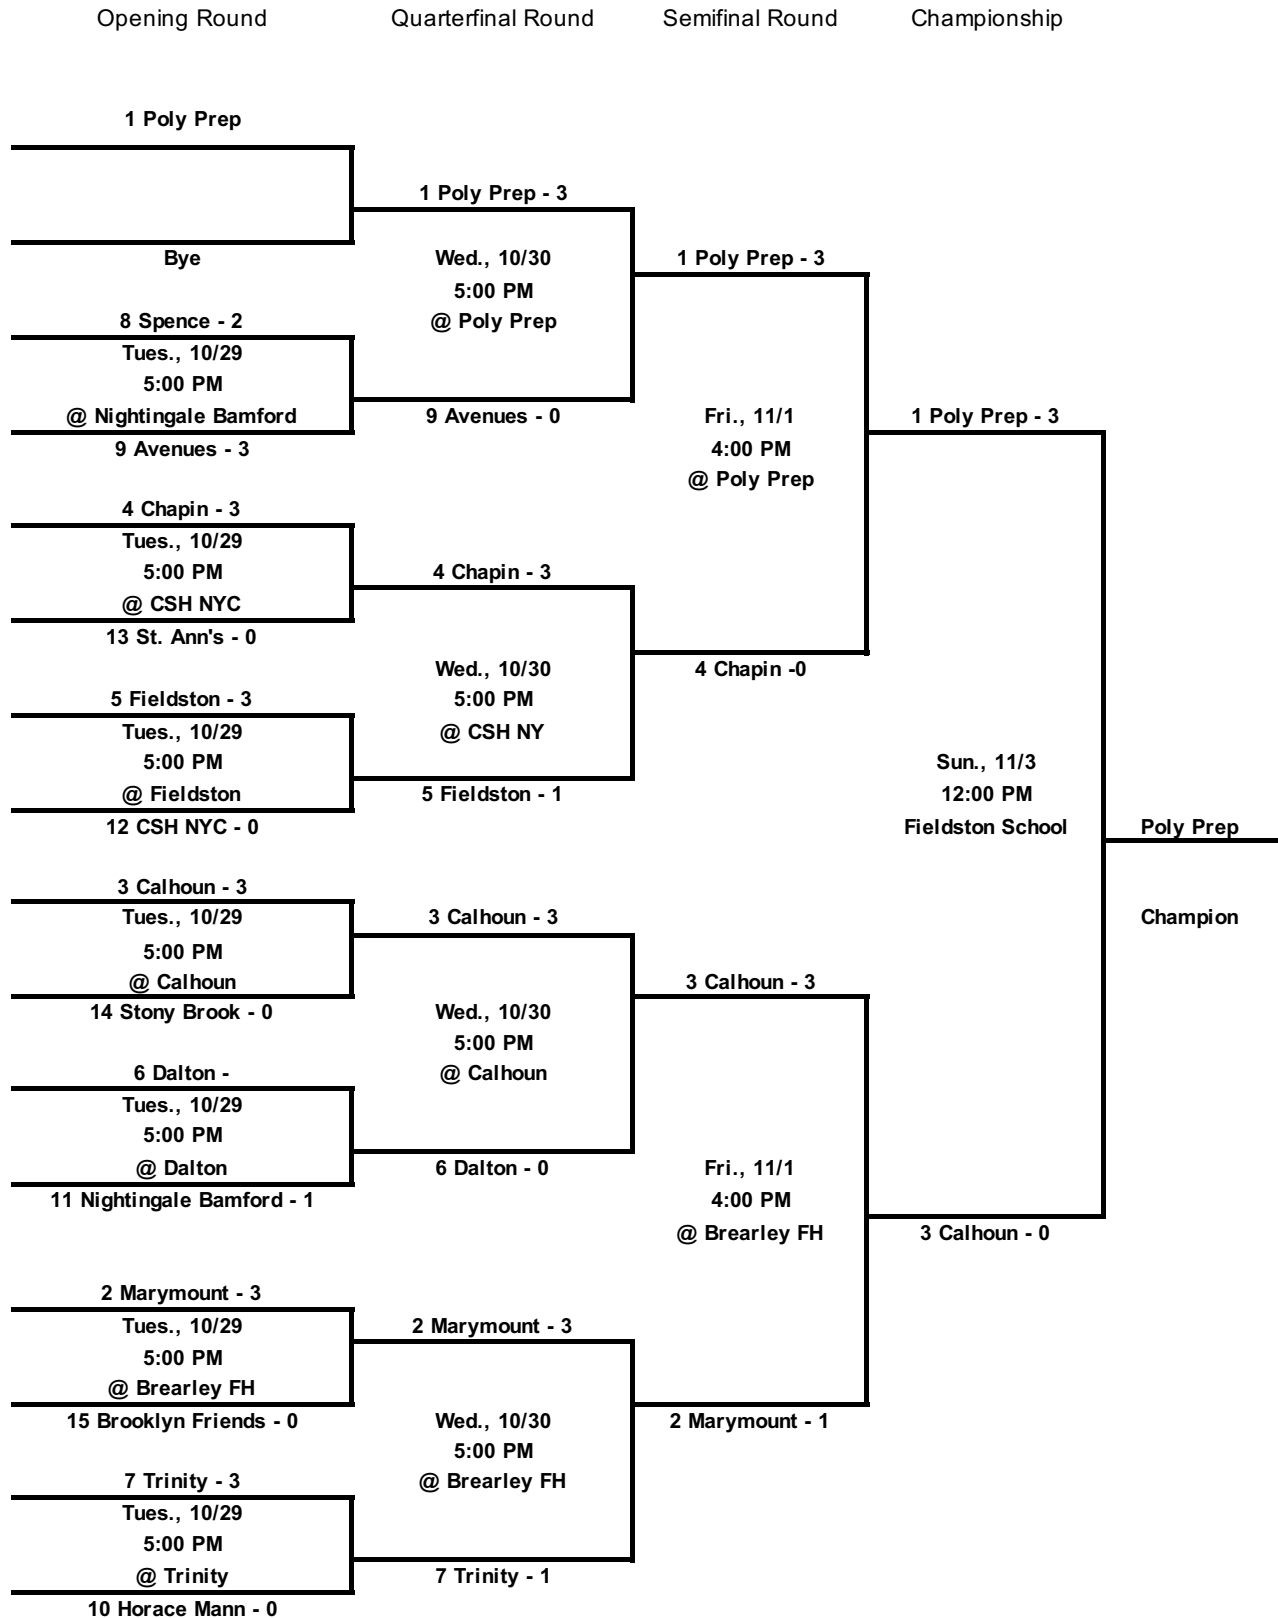 Opening Round
Quarterfinal Round
Semifinal Round
Championship
1 Poly Prep
Bye
8 Spence - 2
Tues., 10/29
5:00 PM
@ Nightingale Bamford
9 Avenues - 3
4 Chapin - 3
Tues., 10/29
5:00 PM
@ CSH NYC
13 St. Ann's - 0
5 Fieldston - 3
Tues., 10/29
5:00 PM
@ Fieldston
12 CSH NYC - 0
3 Calhoun - 3
Tues., 10/29
5:00 PM
@ Calhoun
14 Stony Brook - 0
6 Dalton -
Tues., 10/29
5:00 PM
@ Dalton
11 Nightingale Bamford - 1
2 Marymount - 3
Tues., 10/29
5:00 PM
@ Brearley FH
15 Brooklyn Friends - 0
7 Trinity - 3
Tues., 10/29
5:00 PM
@ Trinity
10 Horace Mann - 0
1 Poly Prep - 3
Wed., 10/30
5:00 PM
@ Poly Prep
9 Avenues - 0
4 Chapin - 3
Wed., 10/30
5:00 PM
@ CSH NY
5 Fieldston - 1
3 Calhoun - 3
Wed., 10/30
5:00 PM
@ Calhoun
6 Dalton - 0
2 Marymount - 3
Wed., 10/30
5:00 PM
@ Brearley FH
7 Trinity - 1
1 Poly Prep - 3
Fri., 11/1
4:00 PM
@ Poly Prep
4 Chapin -0
3 Calhoun - 3
Fri., 11/1
4:00 PM
@ Brearley FH
2 Marymount - 1
1 Poly Prep - 3
Sun., 11/3
12:00 PM
Fieldston School
3 Calhoun - 0
Poly Prep
Champion